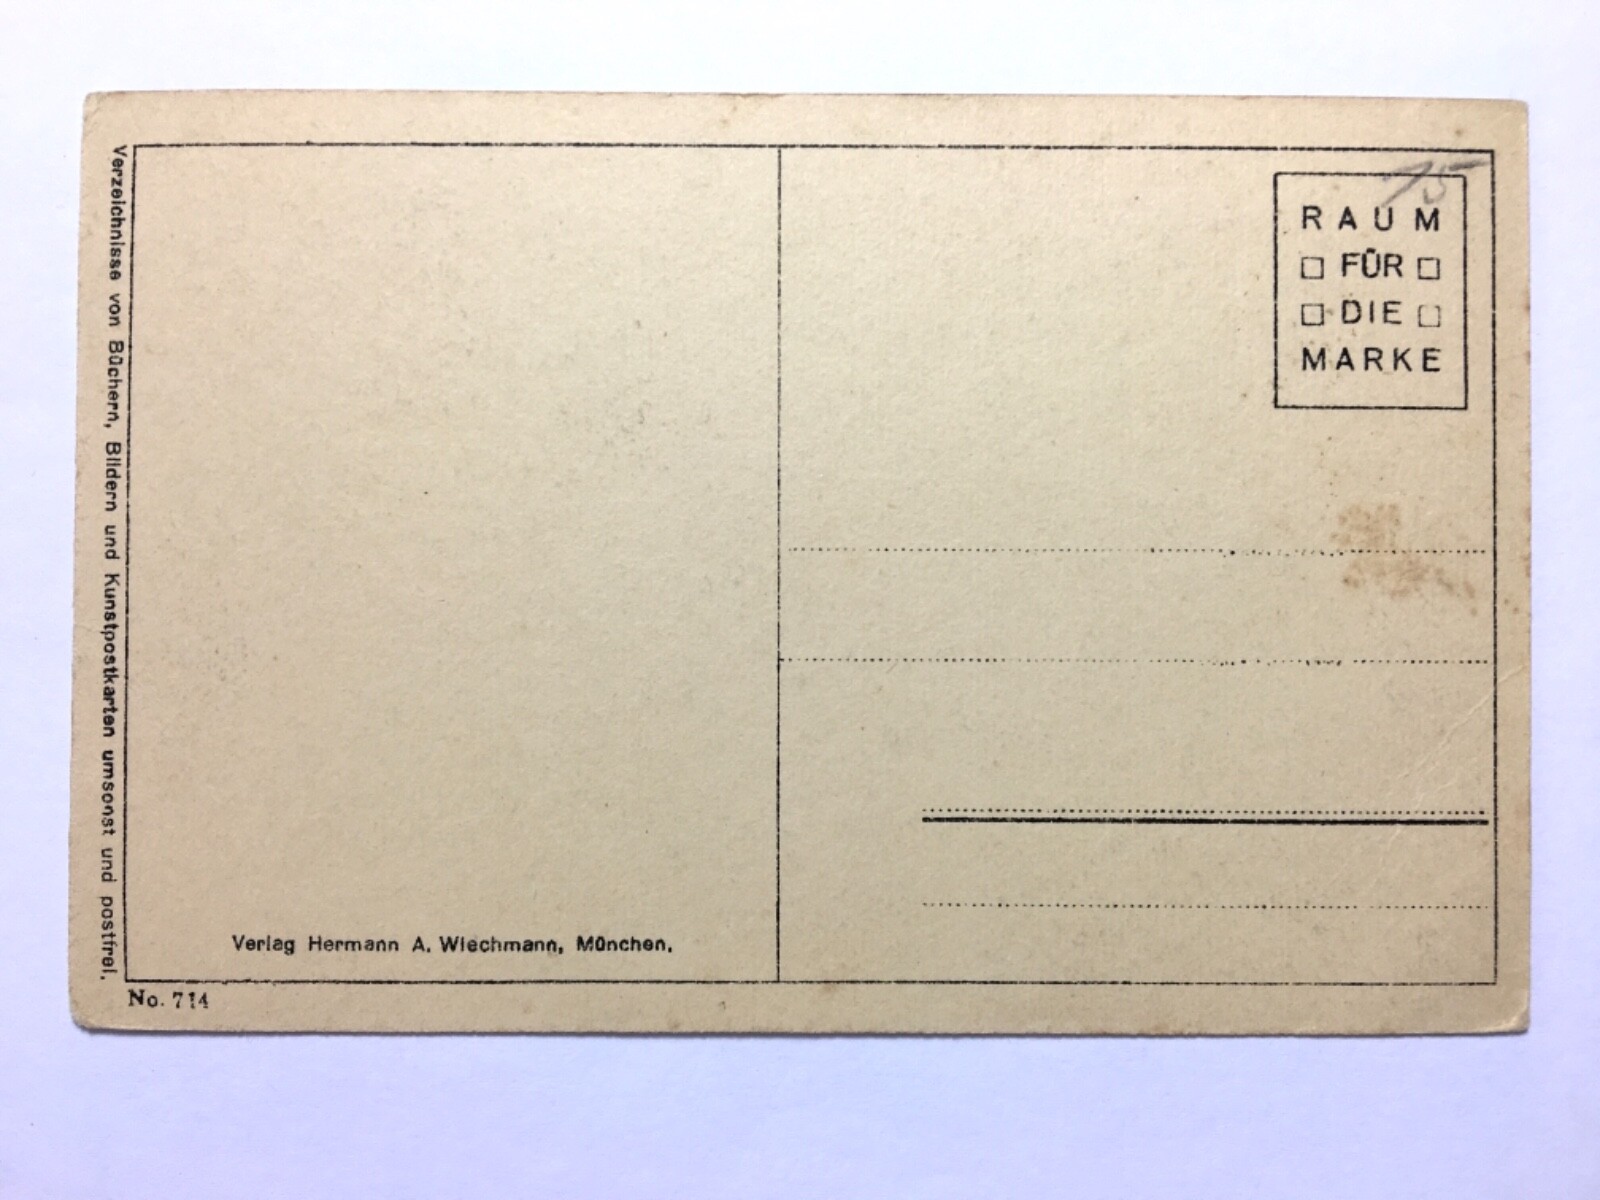 Verzeichnisse von Büchern, Bildern und Kunstpostkarten umsonst und postfrei.
15
RAUM
FÜR
DIE
MARKE
Verlag Hermann A. Wiechmann, München.
No. 714